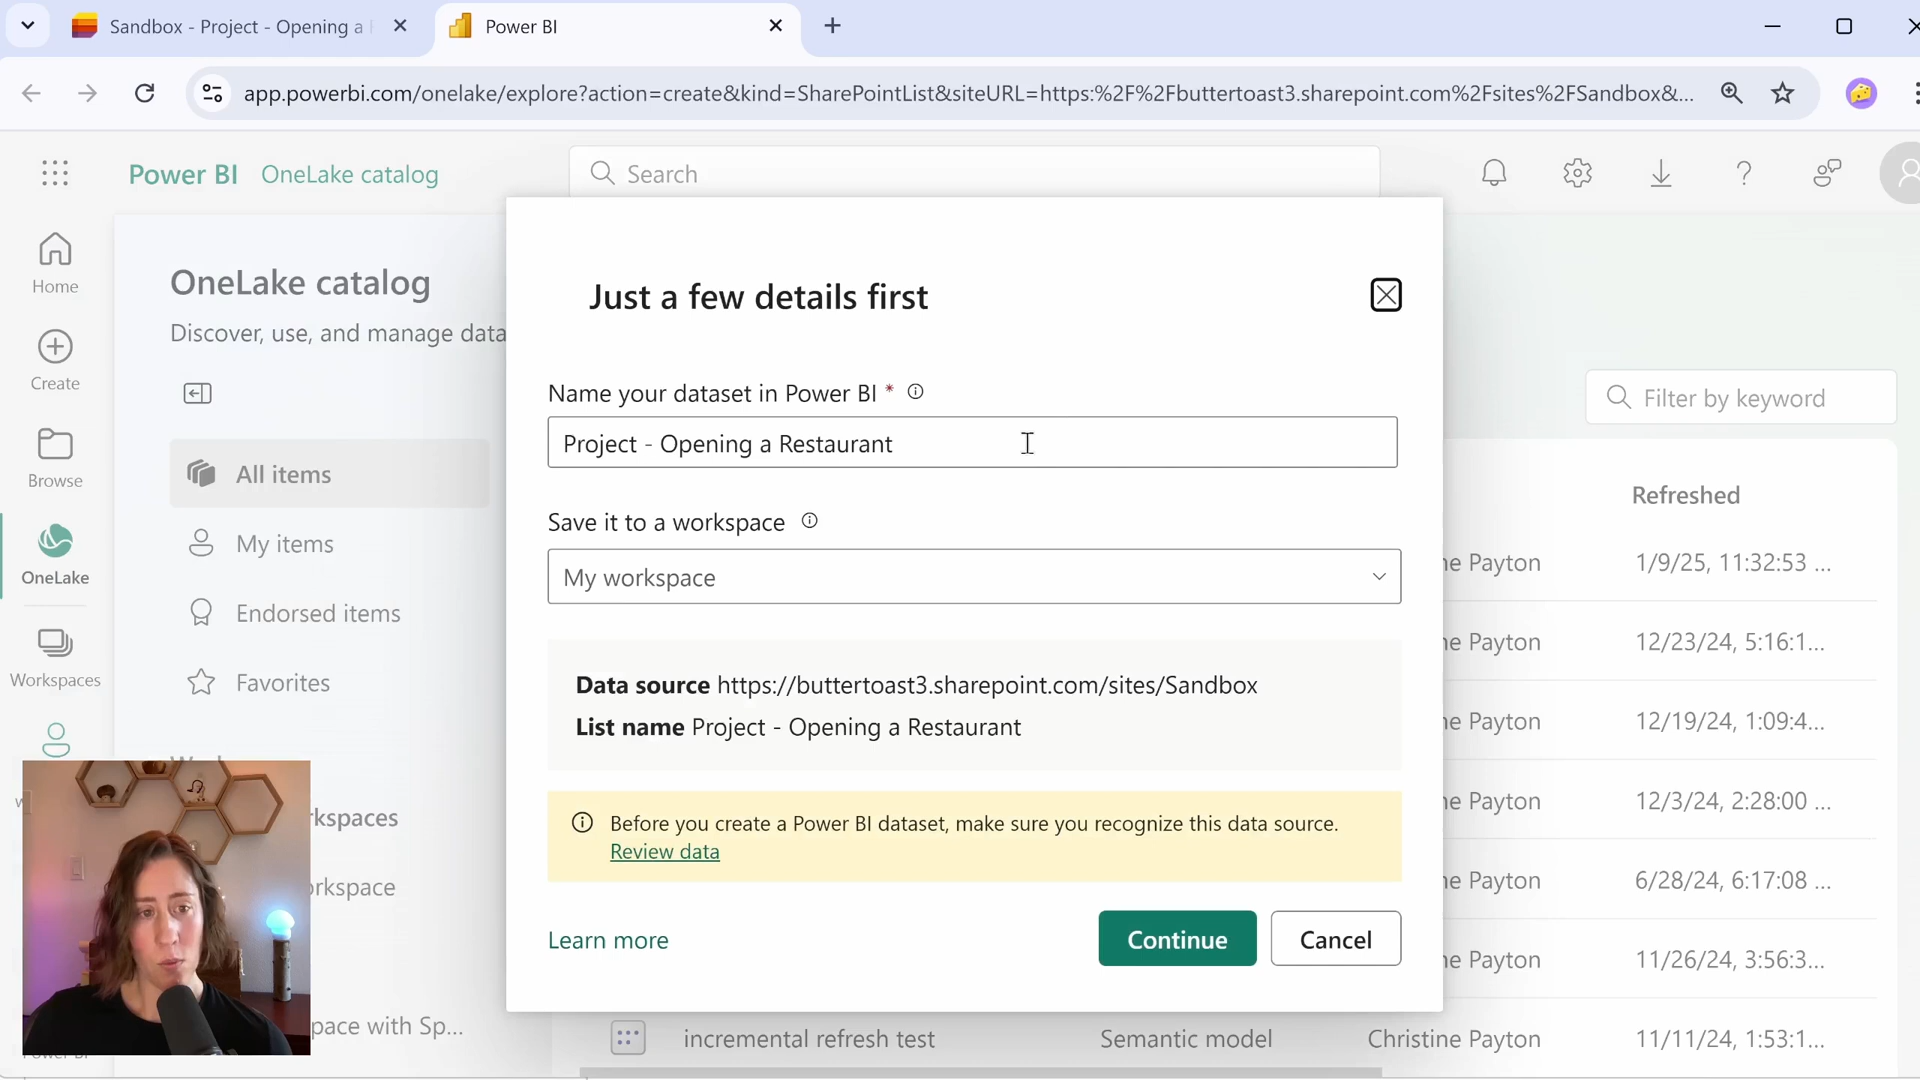 Sandbox - Project - Opening a
Power BI
app.powerbi.com/onelake/explore?action=create&kind=SharePointList&siteURL=https:%2F%2Fbuttertoast3.sharepoint.com%2Fsites%2FSandbox&...
Power BI OneLake catalog
Search
Home
Create
Browse
OneLake
Workspaces
OneLake catalog
Discover, use, and manage data
All items
My items
Endorsed items
Favorites
rkspaces
rkspace
pace with Sp...
Just a few details first
Name your dataset in Power BI *
Project - Opening a Restaurant
Save it to a workspace
My workspace
Data source https://buttertoast3.sharepoint.com/sites/Sandbox
List name Project - Opening a Restaurant
Before you create a Power BI dataset, make sure you recognize this data source.
Review data
Learn more
Continue
Cancel
Filter by keyword
Refreshed
ne Payton 1/9/25, 11:32:53 ...
ne Payton 12/23/24, 5:16:1...
ne Payton 12/19/24, 1:09:4...
ne Payton 12/3/24, 2:28:00 ...
ne Payton 6/28/24, 6:17:08 ...
ne Payton 11/26/24, 3:56:3...
incremental refresh test Semantic model Christine Payton 11/11/24, 1:53:1...